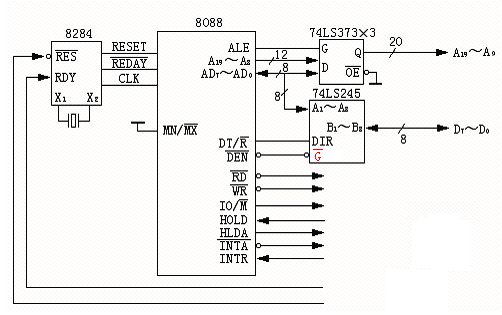 8284
8088
74LS373×3
RES
RDY
X₁ X₂
RESET
REDAY
CLK
MN/MX
ALE
A₁₉～A₈
AD₇～AD₀
12
8
8
G
D
Q
OE
20
A₁₉～A₀
74LS245
A₁～A₈
B₁～B₈
DIR
G
8
D₇～D₀
DT/R
DEN
RD
WR
IO/M
HOLD
HLDA
INTA
INTR